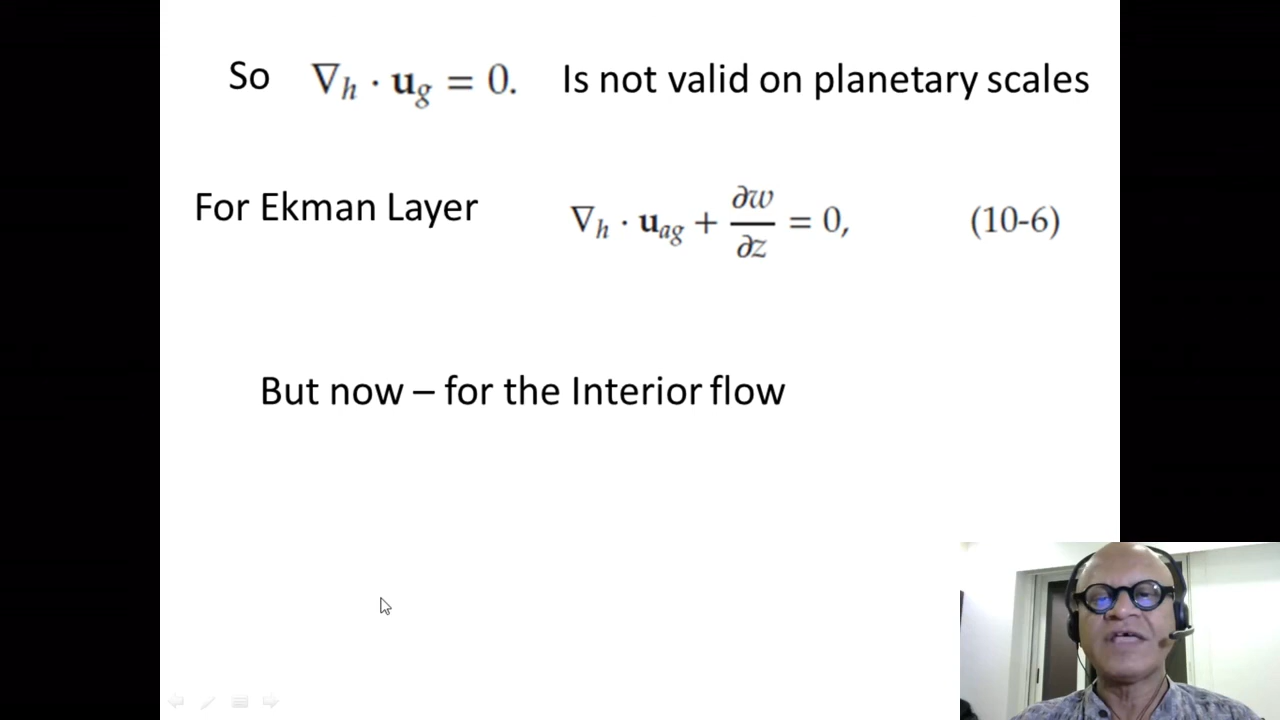 So ∇ₕ · u_g = 0. Is not valid on planetary scales
For Ekman Layer ∇ₕ · u_ag + ∂w/∂z = 0, (10-6)
But now – for the Interior flow